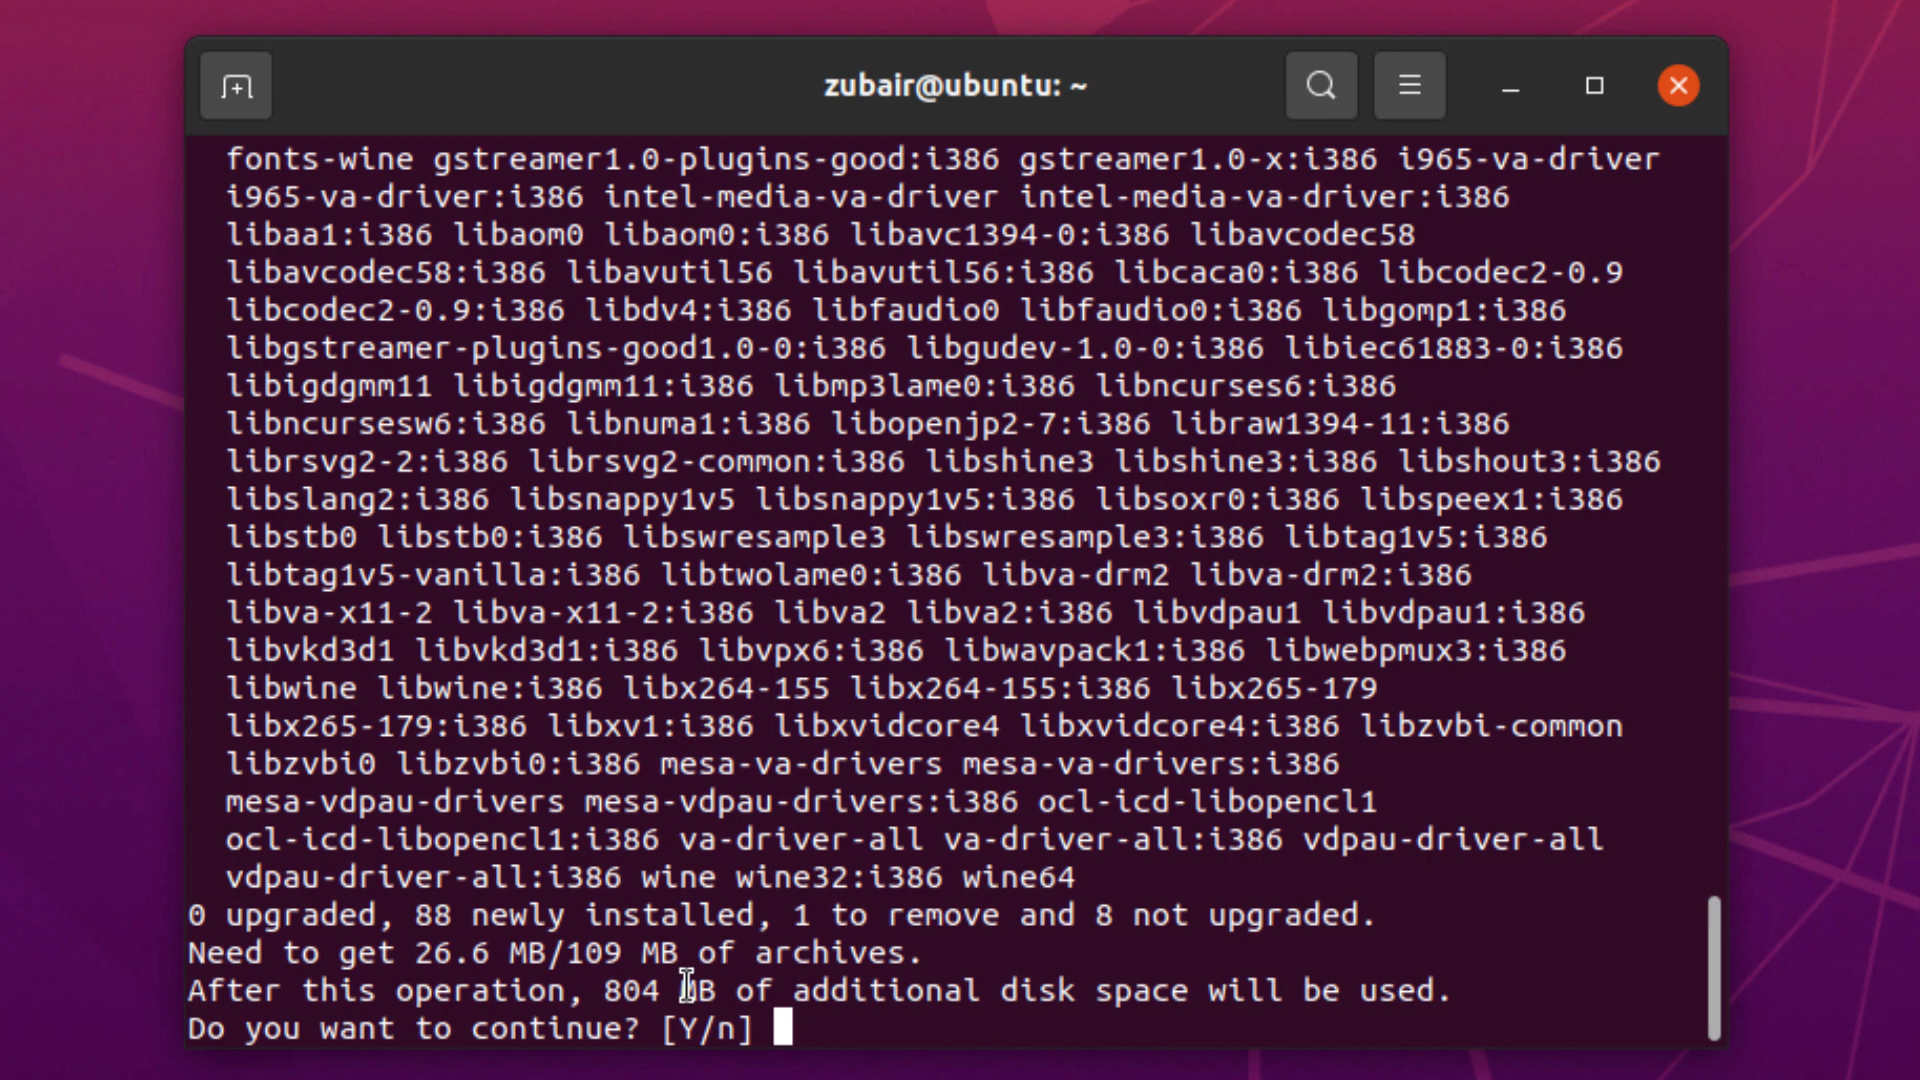 zubair@ubuntu: ~
fonts-wine gstreamer1.0-plugins-good:i386 gstreamer1.0-x:i386 i965-va-driver
i965-va-driver:i386 intel-media-va-driver intel-media-va-driver:i386
libaa1:i386 libaom0 libaom0:i386 libavc1394-0:i386 libavcodec58
libavcodec58:i386 libavutil56 libavutil56:i386 libcaca0:i386 libcodec2-0.9
libcodec2-0.9:i386 libdv4:i386 libfaudio0 libfaudio0:i386 libgomp1:i386
libgstreamer-plugins-good1.0-0:i386 libgudev-1.0-0:i386 libiec61883-0:i386
libigdgmm11 libigdgmm11:i386 libmp3lame0:i386 libncurses6:i386
libncursesw6:i386 libnuma1:i386 libopenjp2-7:i386 libraw1394-11:i386
librsvg2-2:i386 librsvg2-common:i386 libshine3 libshine3:i386 libshout3:i386
libslang2:i386 libsnappy1v5 libsnappy1v5:i386 libsoxr0:i386 libspeex1:i386
libstb0 libstb0:i386 libswresample3 libswresample3:i386 libtag1v5:i386
libtag1v5-vanilla:i386 libtwolame0:i386 libva-drm2 libva-drm2:i386
libva-x11-2 libva-x11-2:i386 libva2 libva2:i386 libvdpau1 libvdpau1:i386
libvkd3d1 libvkd3d1:i386 libvpx6:i386 libwavpack1:i386 libwebpmux3:i386
libwine libwine:i386 libx264-155 libx264-155:i386 libx265-179
libx265-179:i386 libxv1:i386 libxvidcore4 libxvidcore4:i386 libzvbi-common
libzvbi0 libzvbi0:i386 mesa-va-drivers mesa-va-drivers:i386
mesa-vdpau-drivers mesa-vdpau-drivers:i386 ocl-icd-libopencl1
ocl-icd-libopencl1:i386 va-driver-all va-driver-all:i386 vdpau-driver-all
vdpau-driver-all:i386 wine wine32:i386 wine64
0 upgraded, 88 newly installed, 1 to remove and 8 not upgraded.
Need to get 26.6 MB/109 MB of archives.
After this operation, 804 MB of additional disk space will be used.
Do you want to continue? [Y/n]